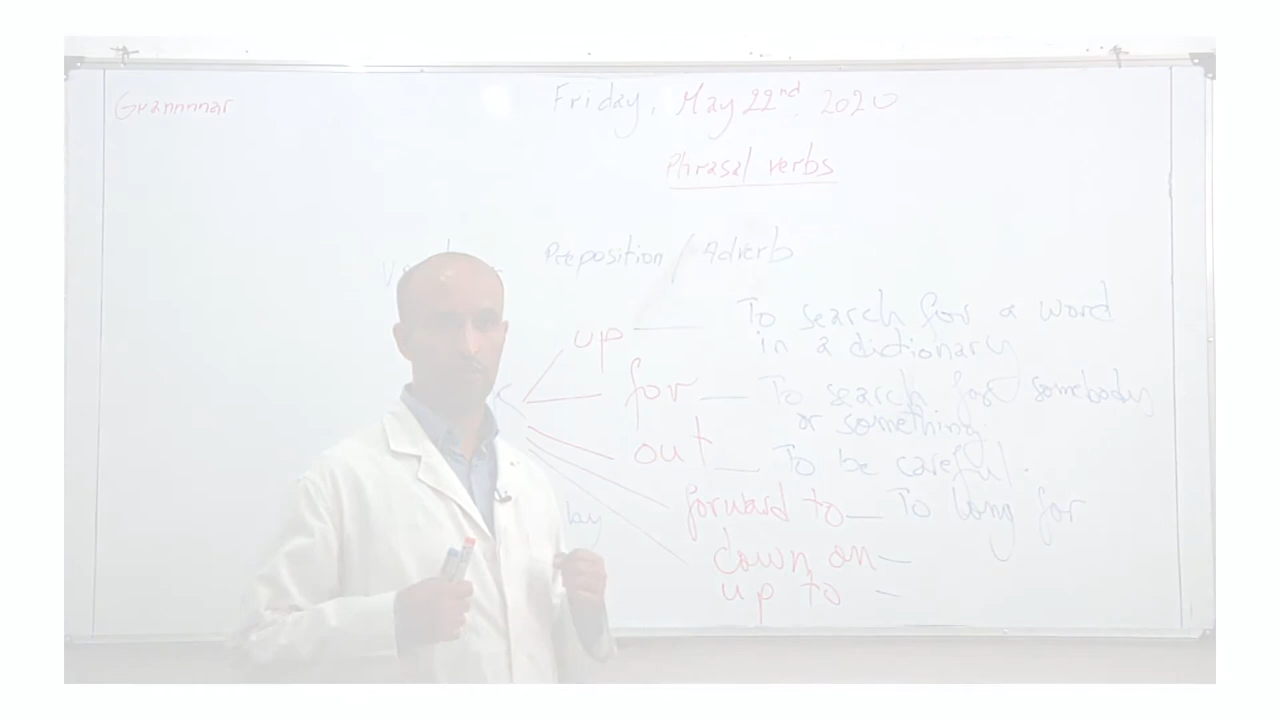 Grammar
Friday, May 22nd 2020
Phrasal verbs
Preposition / Adverb
up — To search for a word
in a dictionary
for — To search for somebody
or something.
out — To be careful.
forward to — To long for
down on —
up to —